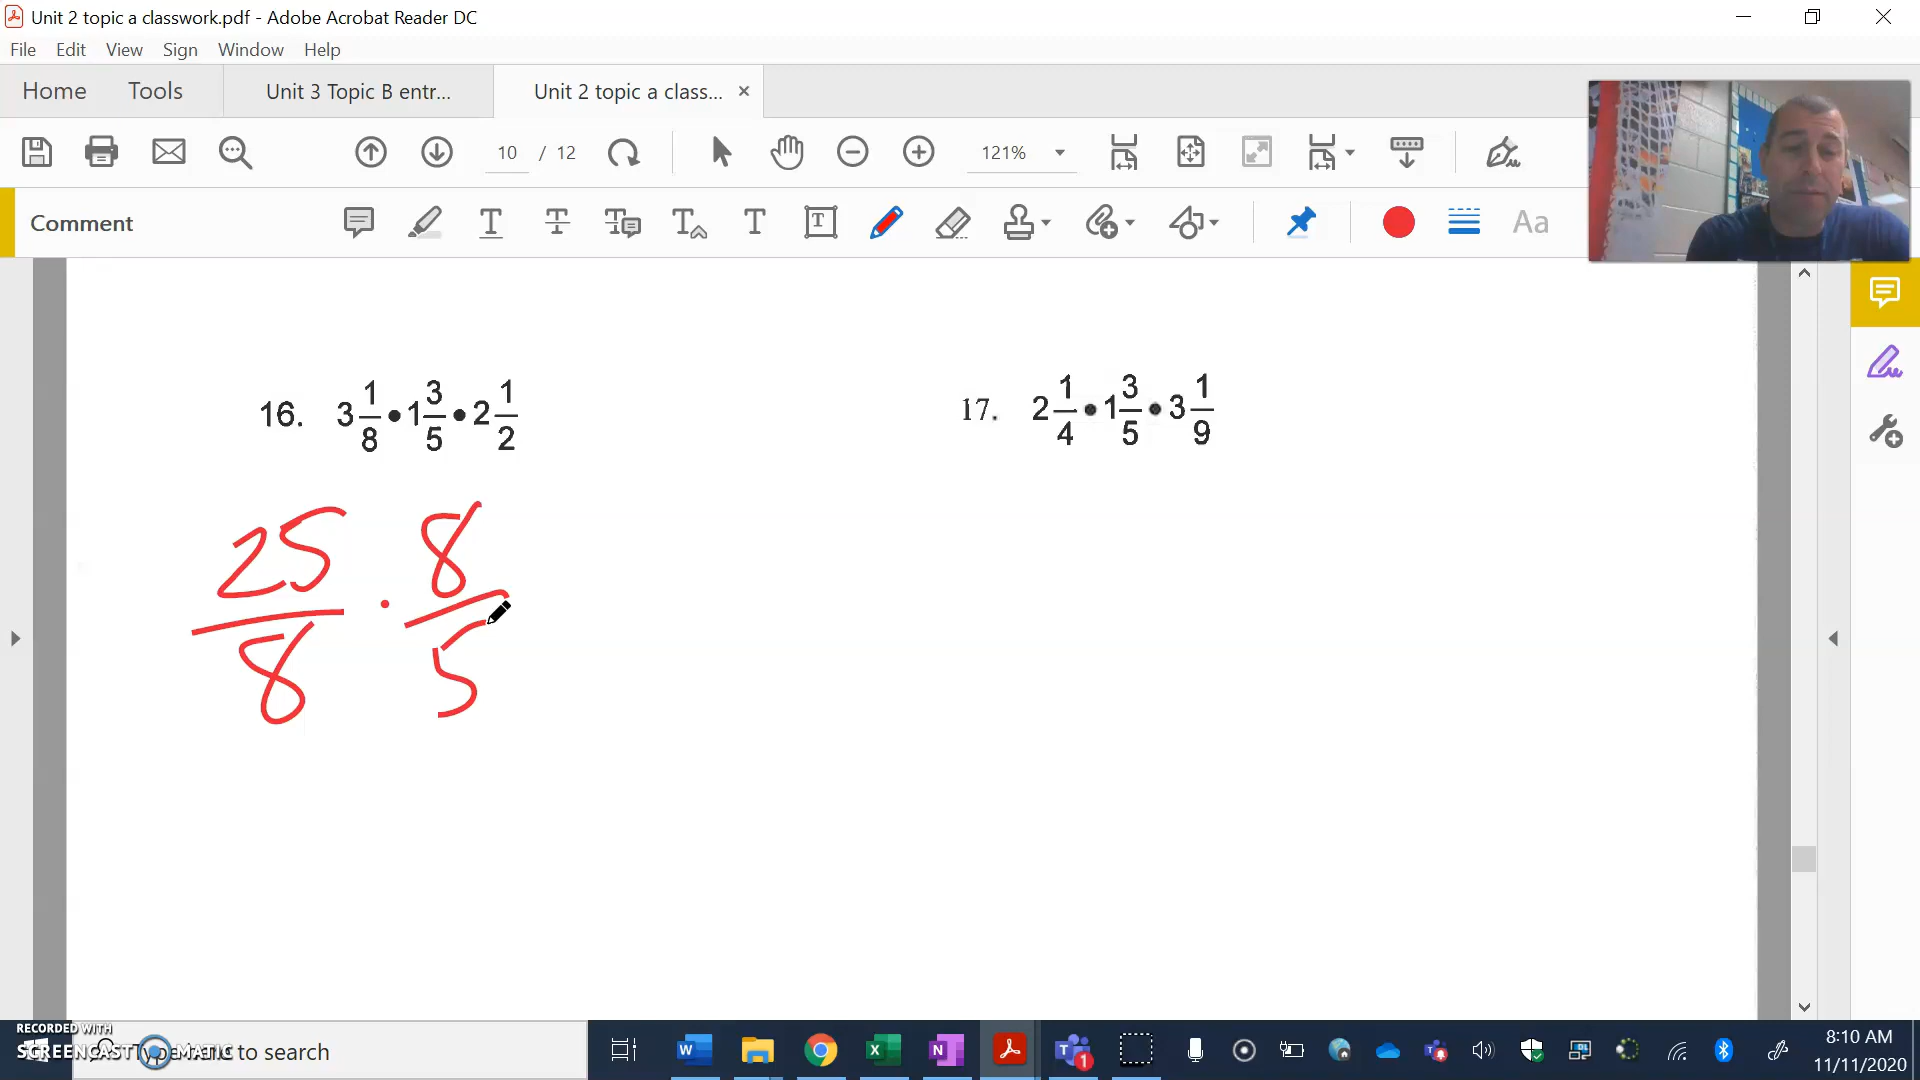 Unit 2 topic a classwork.pdf - Adobe Acrobat Reader DC
File Edit View Sign Window Help
Home Tools Unit 3 Topic B entr... Unit 2 topic a class... ×
10 / 12 121%
Comment
T T T T T T Aa
16. 3 1/8 • 1 3/5 • 2 1/2
17. 2 1/4 • 1 3/5 • 3 1/9
25/8 · 8/5
RECORDED WITH
SCREENCAST MATIC
Type here to search
W X N T 1
8:10 AM
11/11/2020